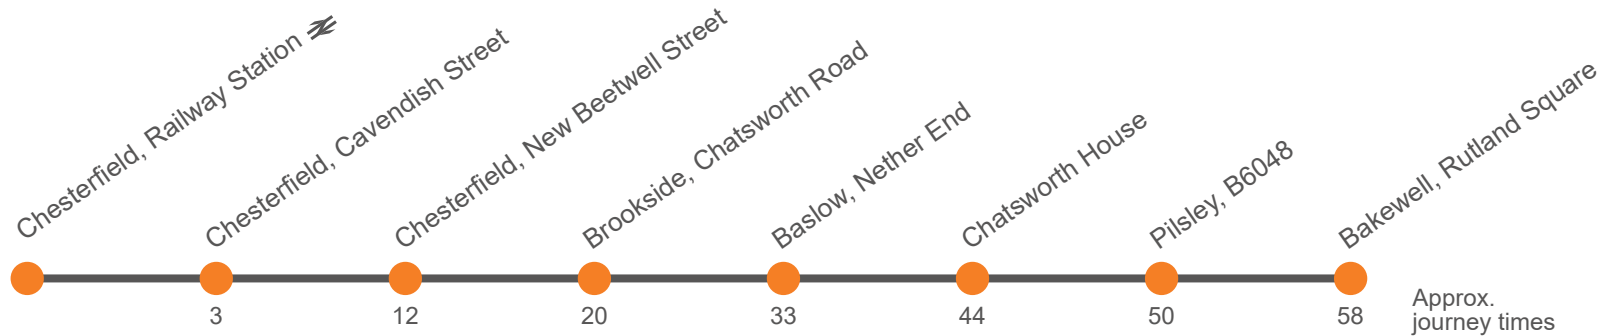 Chesterfield, Railway Station
Chesterfield, Cavendish Street
Chesterfield, New Beetwell Street
Brookside, Chatsworth Road
Baslow, Nether End
Chatsworth House
Pilsley, B6048
Bakewell, Rutland Square
3
12
20
33
44
50
58
Approx.
journey times